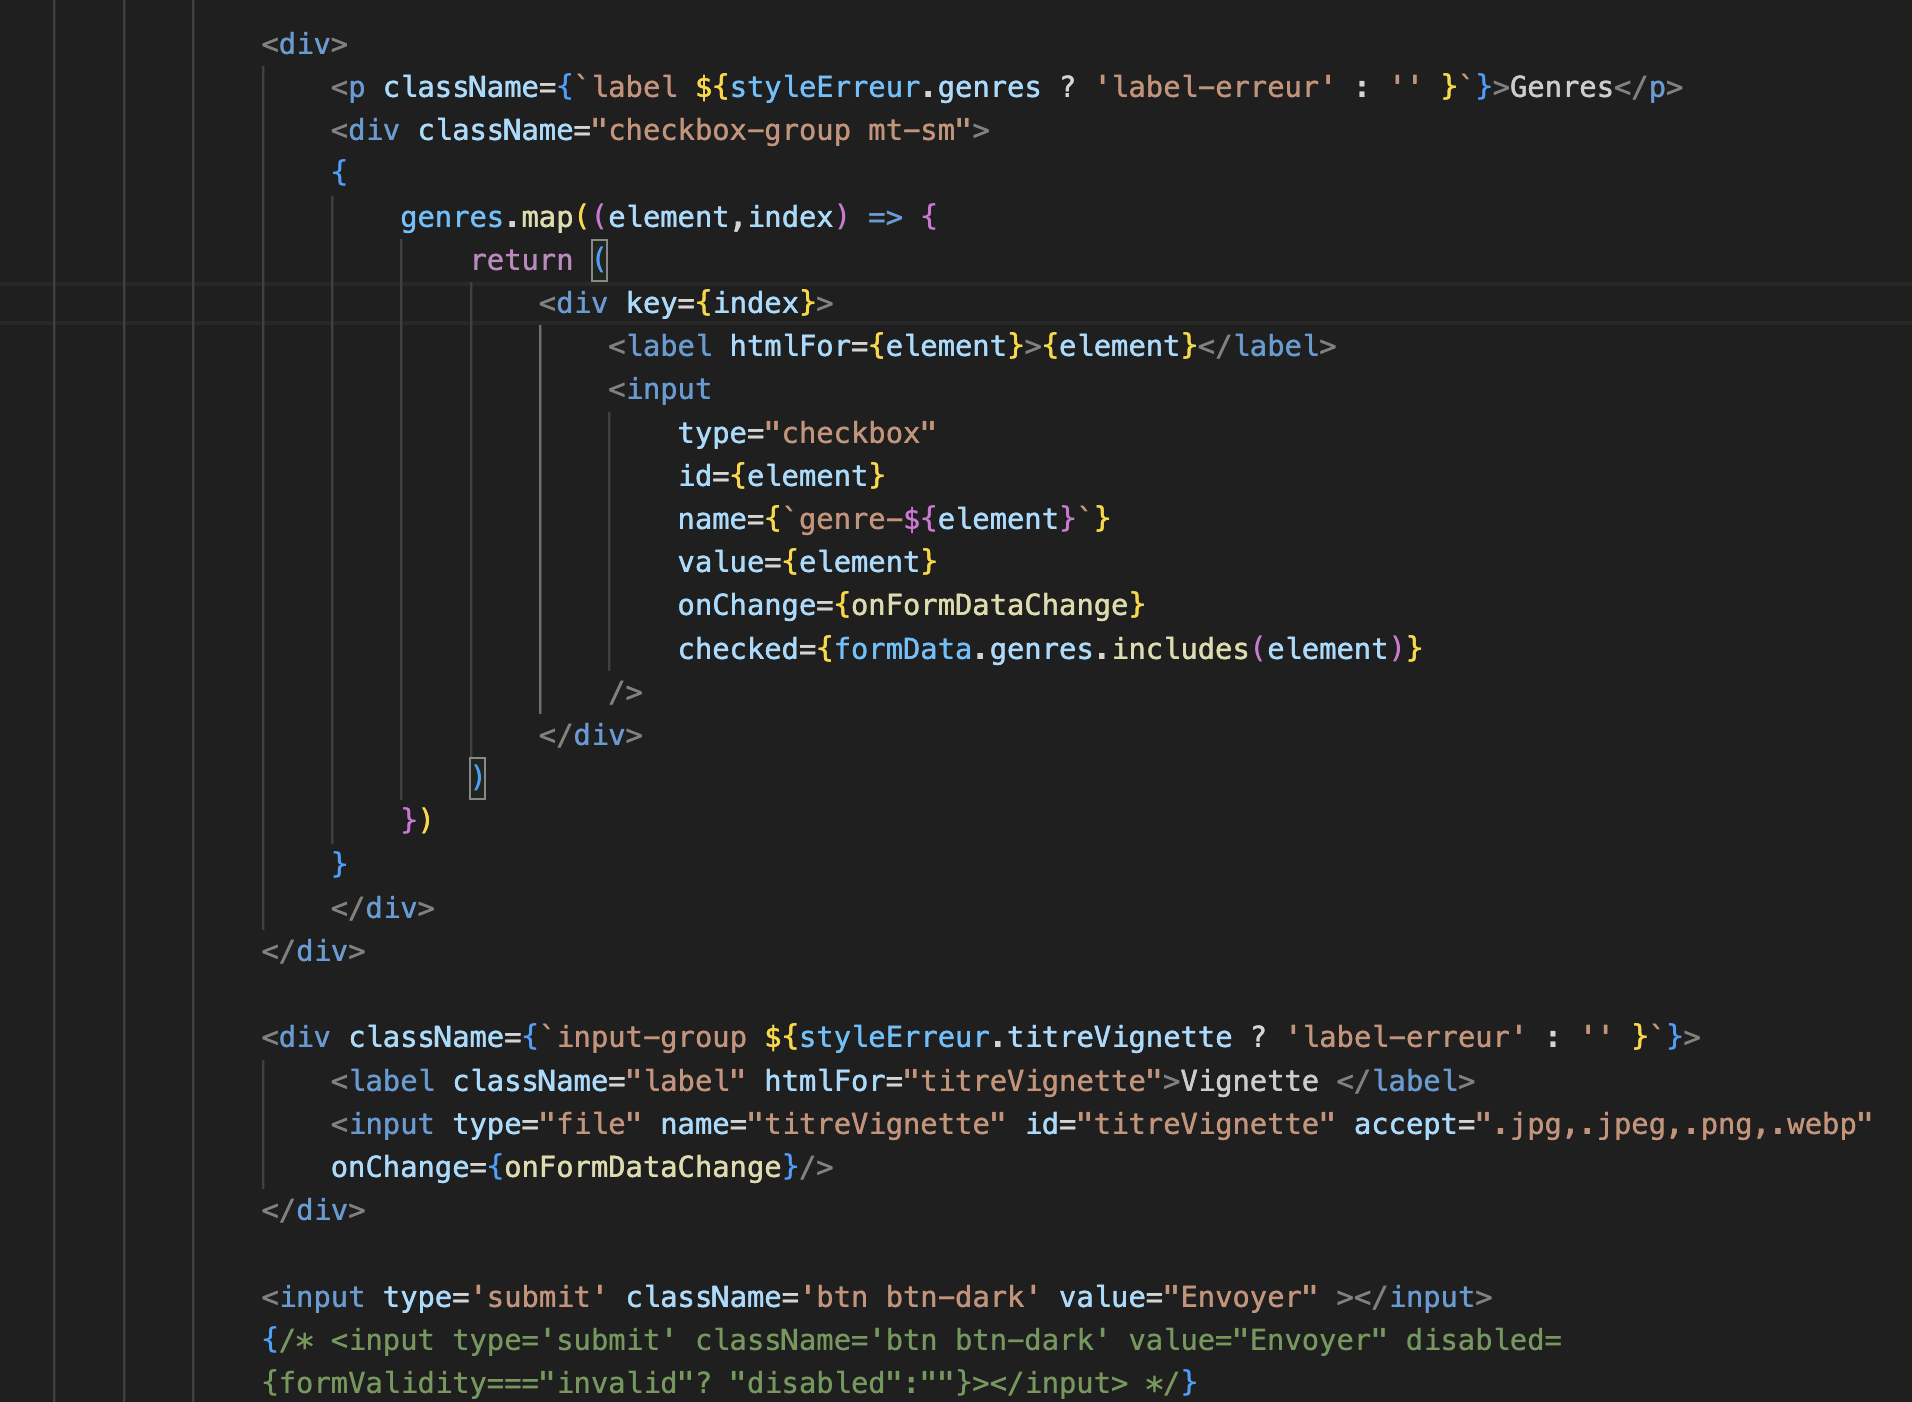 <div>
<p className={`label ${styleErreur.genres ? 'label-erreur' : '' }`}>Genres</p>
<div className="checkbox-group mt-sm">
{
genres.map((element,index) => {
return (
<div key={index}>
<label htmlFor={element}>{element}</label>
<input
type="checkbox"
id={element}
name={`genre-${element}`}
value={element}
onChange={onFormDataChange}
checked={formData.genres.includes(element)}
/>
</div>
)
})
}
</div>
</div>
<div className={`input-group ${styleErreur.titreVignette ? 'label-erreur' : '' }`}>
<label className="label" htmlFor="titreVignette">Vignette </label>
<input type="file" name="titreVignette" id="titreVignette" accept=".jpg,.jpeg,.png,.webp"
onChange={onFormDataChange}/>
</div>
<input type='submit' className='btn btn-dark' value="Envoyer" ></input>
{/* <input type='submit' className='btn btn-dark' value="Envoyer" disabled=
{formValidity==="invalid"? "disabled":""}></input> */}